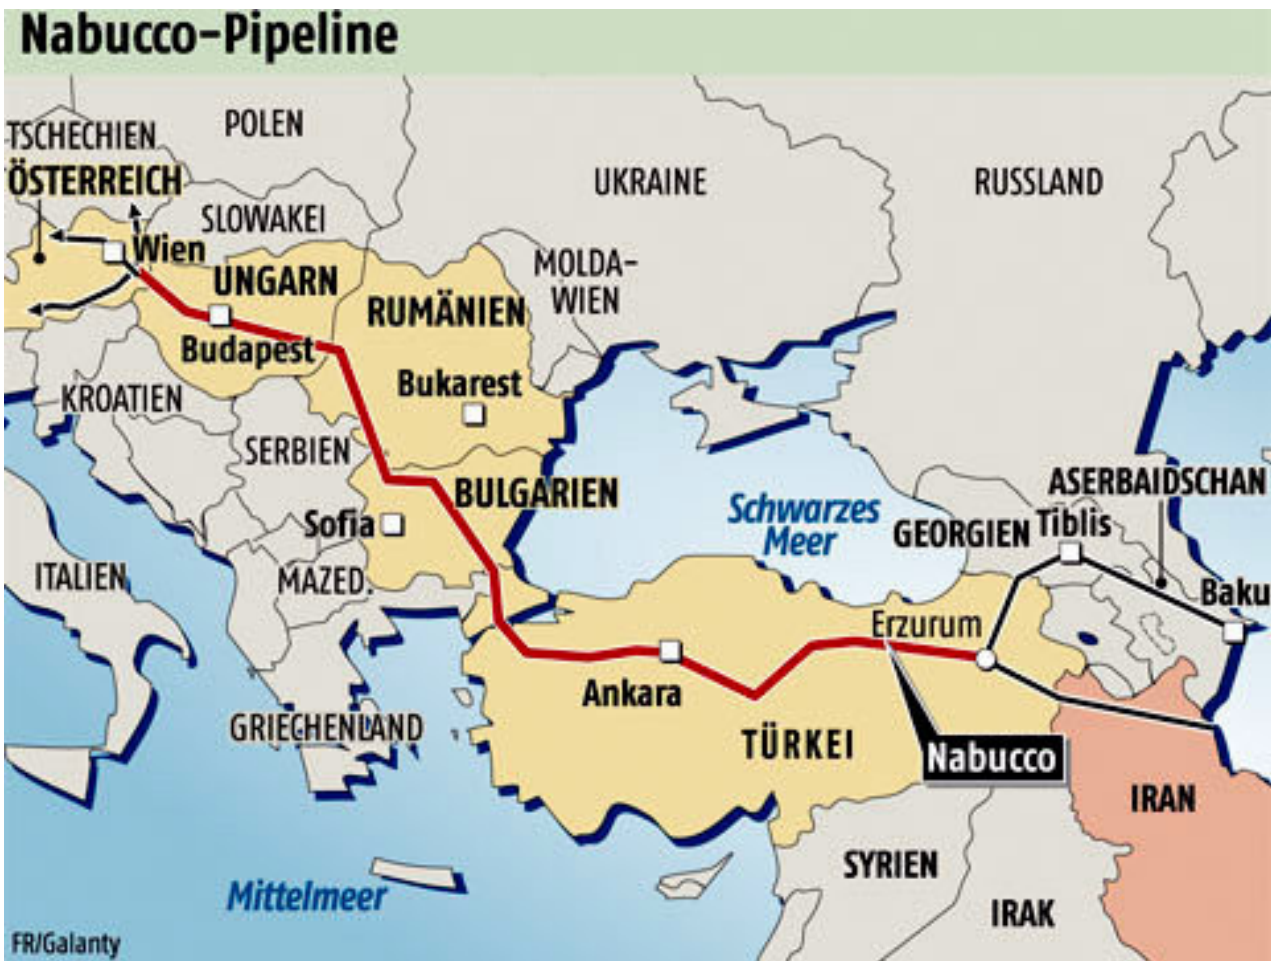 Nabucco-Pipeline
POLEN
TSCHECHIEN
ÖSTERREICH
UKRAINE
RUSSLAND
SLOWAKEI
Wien
UNGARN
MOLDA-
WIEN
RUMÄNIEN
Budapest
Bukarest
KROATIEN
SERBIEN
BULGARIEN
ASERBAIDSCHAN
Schwarzes
Meer
GEORGIEN
Tiblis
Sofia
ITALIEN
MAZED.
Baku
Erzurum
Ankara
GRIECHENLAND
TÜRKEI
Nabucco
IRAN
SYRIEN
Mittelmeer
IRAK
FR/Galanty